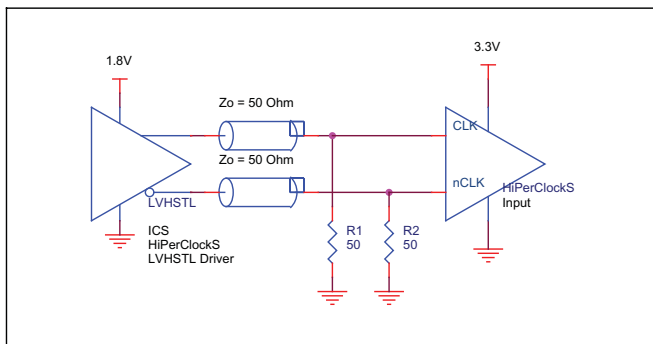 1.8V
3.3V
Zo = 50 Ohm
CLK
Zo = 50 Ohm
nCLK
HiPerClockS
Input
LVHSTL
ICS
HiPerClockS
LVHSTL Driver
R1
50
R2
50